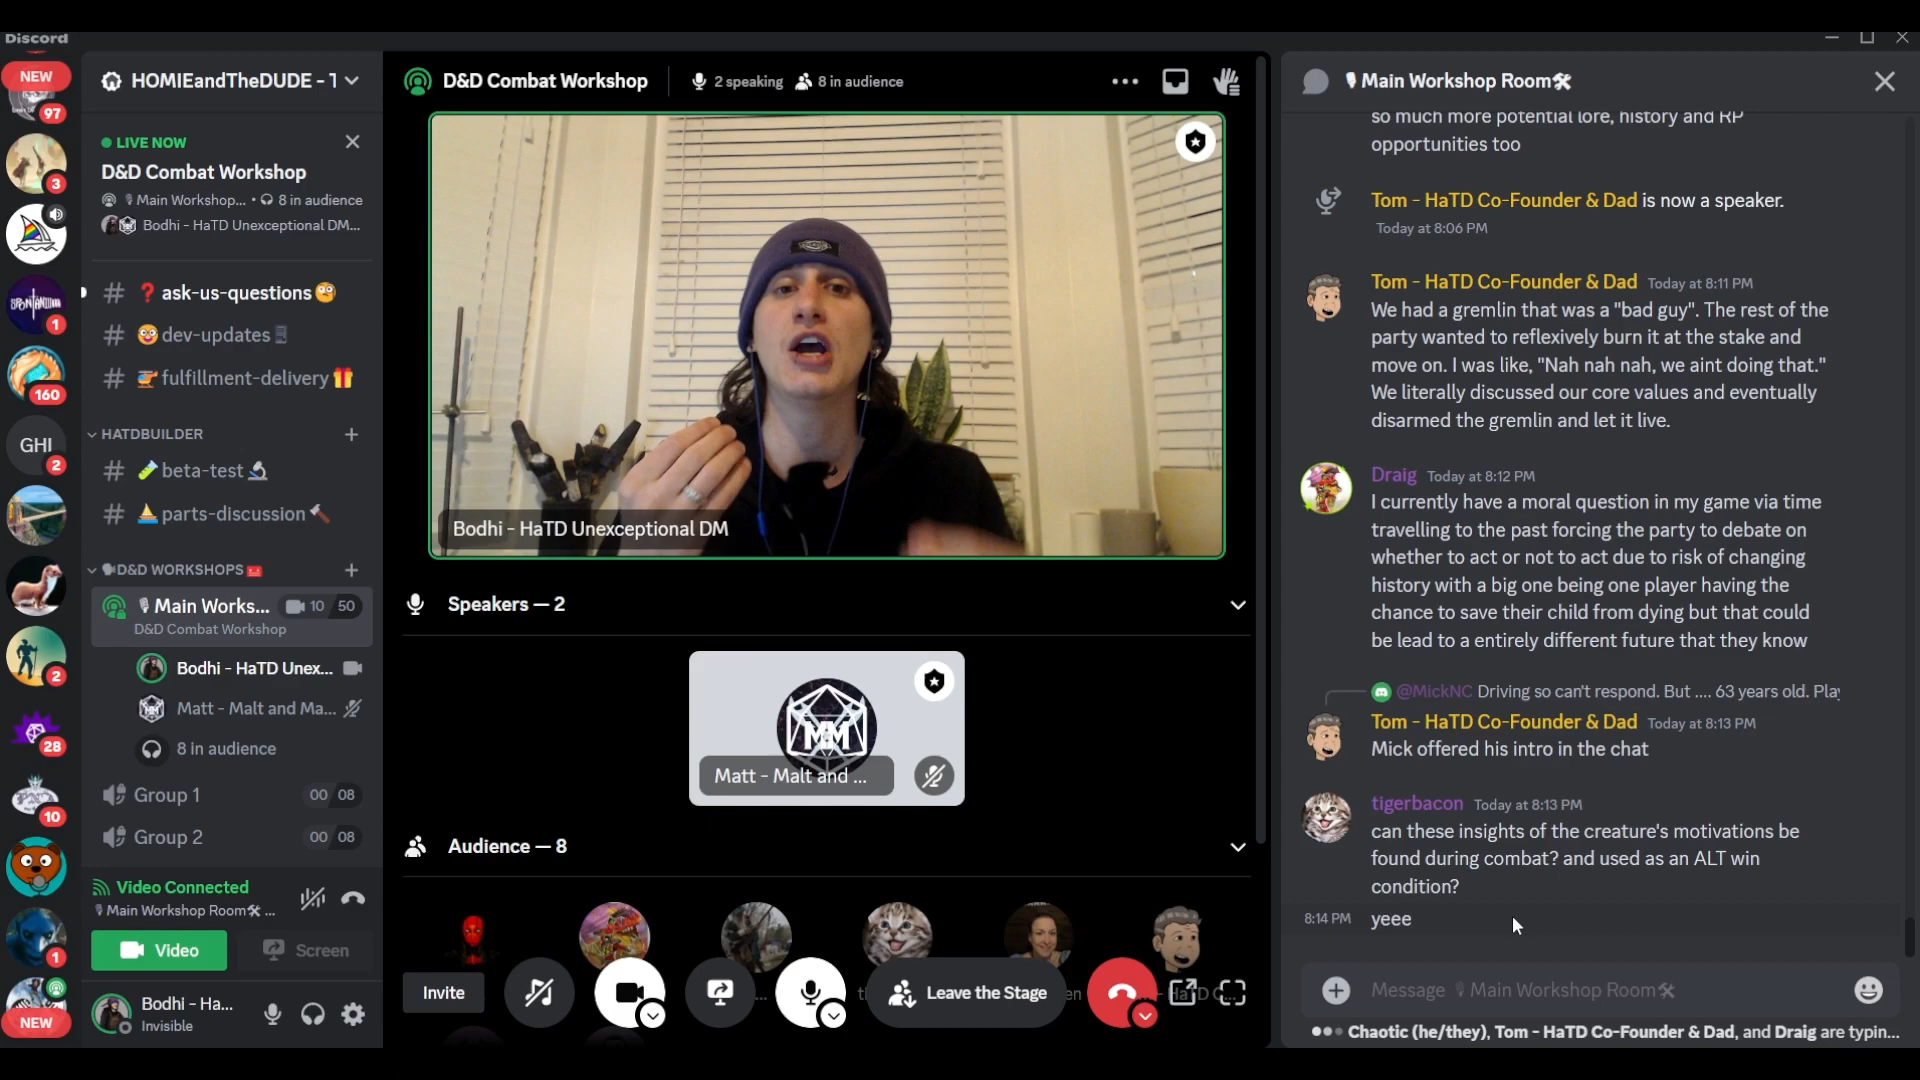 Discord
NEW
97
3
1
160
GHI
2
2
28
10
1
NEW
HOMIEandTheDUDE - T
LIVE NOW
D&D Combat Workshop
🎙Main Workshop... • 8 in audience
Bodhi - HaTD Unexceptional DM...
# ❓ask-us-questions🧐
# 🤓dev-updates🖥
# 🚁fulfillment-delivery🎁
HATDBUILDER
# 🧪beta-test🔬
# ⛵parts-discussion🔨
🗣D&D WORKSHOPS👹
🎙Main Works... 10 50
D&D Combat Workshop
Bodhi - HaTD Unex...
Matt - Malt and Ma...
8 in audience
Group 1 00 08
Group 2 00 08
Video Connected
🎙Main Workshop Room🛠 ...
Video
Screen
Bodhi - Ha...
Invisible
D&D Combat Workshop
2 speaking 8 in audience
Bodhi - HaTD Unexceptional DM
Speakers — 2
MM
Matt - Malt and ...
Audience — 8
Invite
Leave the Stage
🎙Main Workshop Room🛠
so much more potential lore, history and RP
opportunities too
Tom - HaTD Co-Founder & Dad is now a speaker.
Today at 8:06 PM
Tom - HaTD Co-Founder & Dad Today at 8:11 PM
We had a gremlin that was a "bad guy". The rest of the
party wanted to reflexively burn it at the stake and
move on. I was like, "Nah nah nah, we aint doing that."
We literally discussed our core values and eventually
disarmed the gremlin and let it live.
Draig Today at 8:12 PM
I currently have a moral question in my game via time
travelling to the past forcing the party to debate on
whether to act or not to act due to risk of changing
history with a big one being one player having the
chance to save their child from dying but that could
be lead to a entirely different future that they know
@MickNC Driving so can't respond. But .... 63 years old. Play
Tom - HaTD Co-Founder & Dad Today at 8:13 PM
Mick offered his intro in the chat
tigerbacon Today at 8:13 PM
can these insights of the creature's motivations be
found during combat? and used as an ALT win
condition?
8:14 PM yeee
Message 🎙Main Workshop Room🛠
Chaotic (he/they), Tom - HaTD Co-Founder & Dad, and Draig are typin...